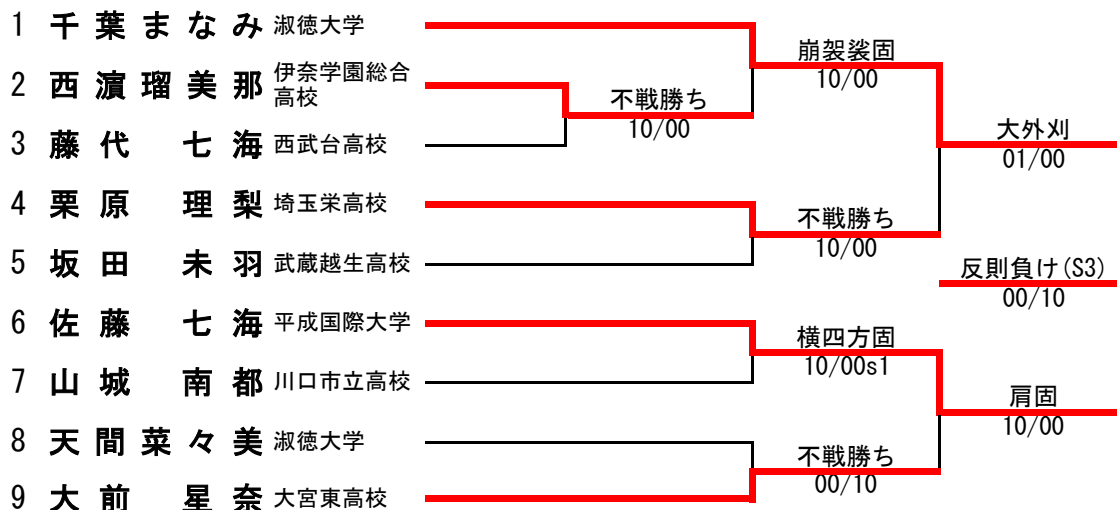 1 千葉まなみ 淑徳大学
2 西濵瑠美那 伊奈学園総合
高校
3 藤代 七海 西武台高校
4 栗原 理梨 埼玉栄高校
5 坂田 未羽 武蔵越生高校
6 佐藤 七海 平成国際大学
7 山城 南都 川口市立高校
8 天間菜々美 淑徳大学
9 大前 星奈 大宮東高校
不戦勝ち
10/00
崩袈裟固
10/00
不戦勝ち
10/00
横四方固
10/00s1
不戦勝ち
00/10
大外刈
01/00
反則負け(S3)
00/10
肩固
10/00